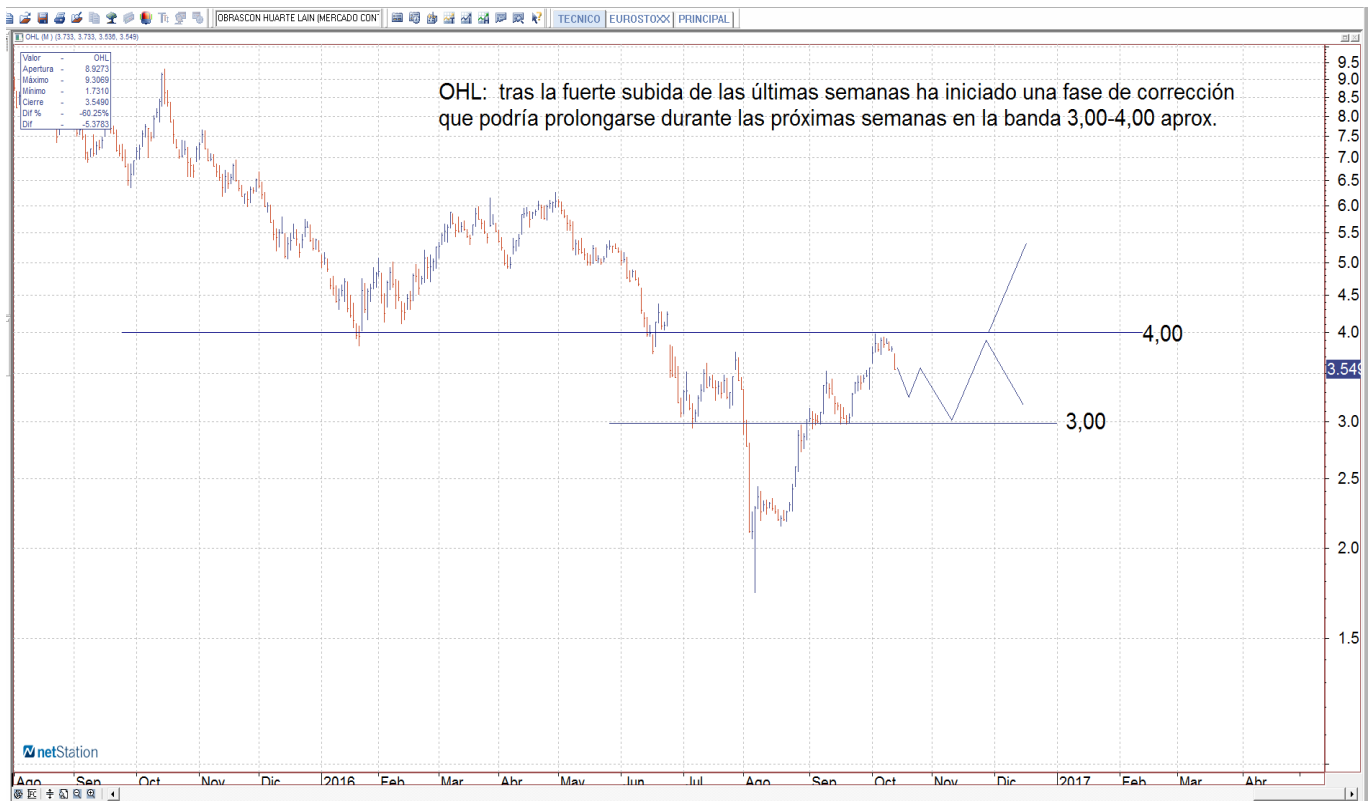 OBRASCON HUARTE LAIN (MERCADO CONT
TECNICO EUROSTOXX PRINCIPAL
OHL (M ) (3.733, 3.733, 3.535, 3.549)
Valor - OHL
Apertura - 8.9273
Máximo - 9.3069
Mínimo - 1.7310
Cierre - 3.5490
Dif % - -60.25%
Dif - -5.3783
OHL: tras la fuerte subida de las últimas semanas ha iniciado una fase de corrección
que podría prolongarse durante las próximas semanas en la banda 3,00-4,00 aprox.
9.5
9.0
8.5
8.0
7.5
7.0
6.5
6.0
5.5
5.0
4.5
4.0
4,00
3.549
3,00
3.0
2.5
2.0
1.5
netStation
Ago Sep Oct Nov Dic 2016 Feb Mar Abr May Jun Jul Ago Sep Oct Nov Dic 2017 Feb Mar Abr